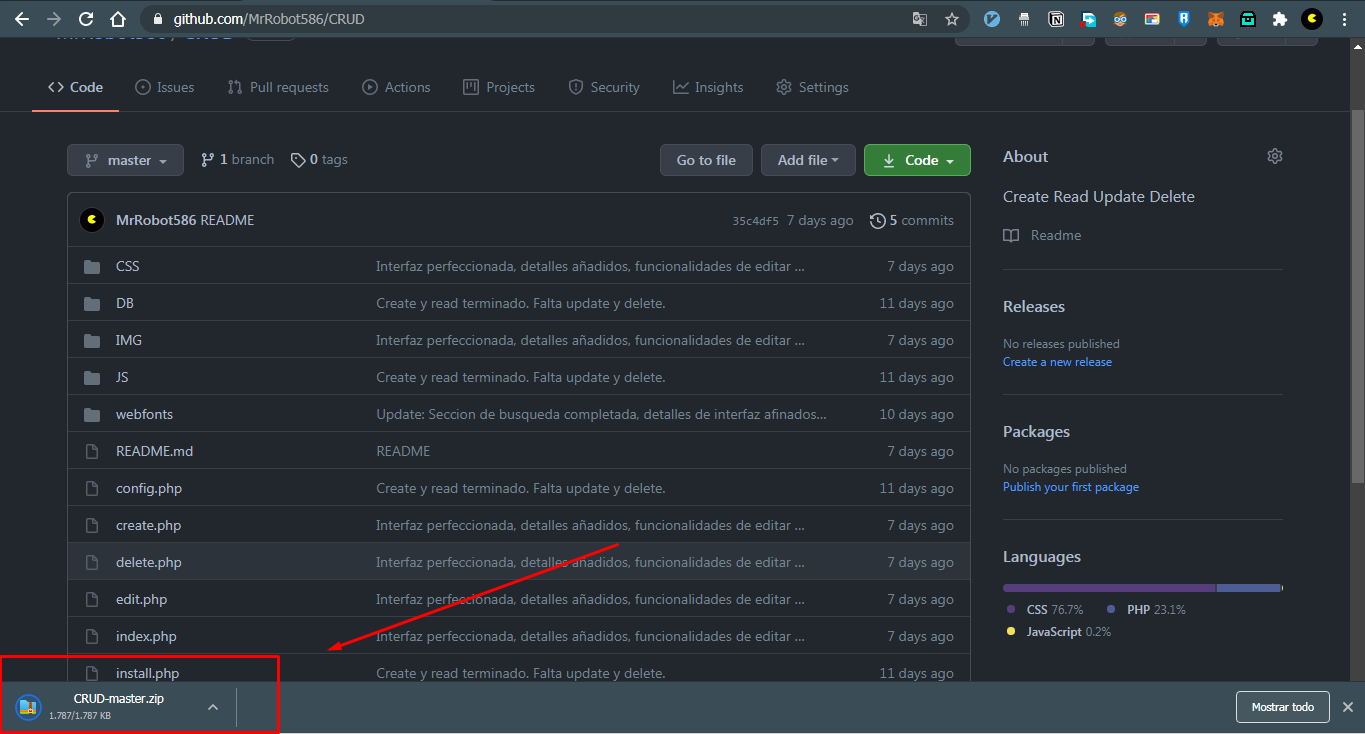 github.com/MrRobot586/CRUD
Code Issues Pull requests Actions Projects Security Insights Settings
master 1 branch 0 tags Go to file Add file Code
MrRobot586 README 35c4df5 7 days ago 5 commits
CSS Interfaz perfeccionada, detalles añadidos, funcionalidades de editar ... 7 days ago
DB Create y read terminado. Falta update y delete. 11 days ago
IMG Interfaz perfeccionada, detalles añadidos, funcionalidades de editar ... 7 days ago
JS Create y read terminado. Falta update y delete. 11 days ago
webfonts Update: Seccion de busqueda completada, detalles de interfaz afinados... 10 days ago
README.md README 7 days ago
config.php Create y read terminado. Falta update y delete. 11 days ago
create.php Interfaz perfeccionada, detalles añadidos, funcionalidades de editar ... 7 days ago
delete.php Interfaz perfeccionada, detalles añadidos, funcionalidades de editar ... 7 days ago
edit.php Interfaz perfeccionada, detalles añadidos, funcionalidades de editar ... 7 days ago
index.php Interfaz perfeccionada, detalles añadidos, funcionalidades de editar ... 7 days ago
install.php Create y read terminado. Falta update y delete. 11 days ago
About
Create Read Update Delete
Readme
Releases
No releases published
Create a new release
Packages
No packages published
Publish your first package
Languages
CSS 76.7% PHP 23.1%
JavaScript 0.2%
CRUD-master.zip
1.787/1.787 KB
Mostrar todo